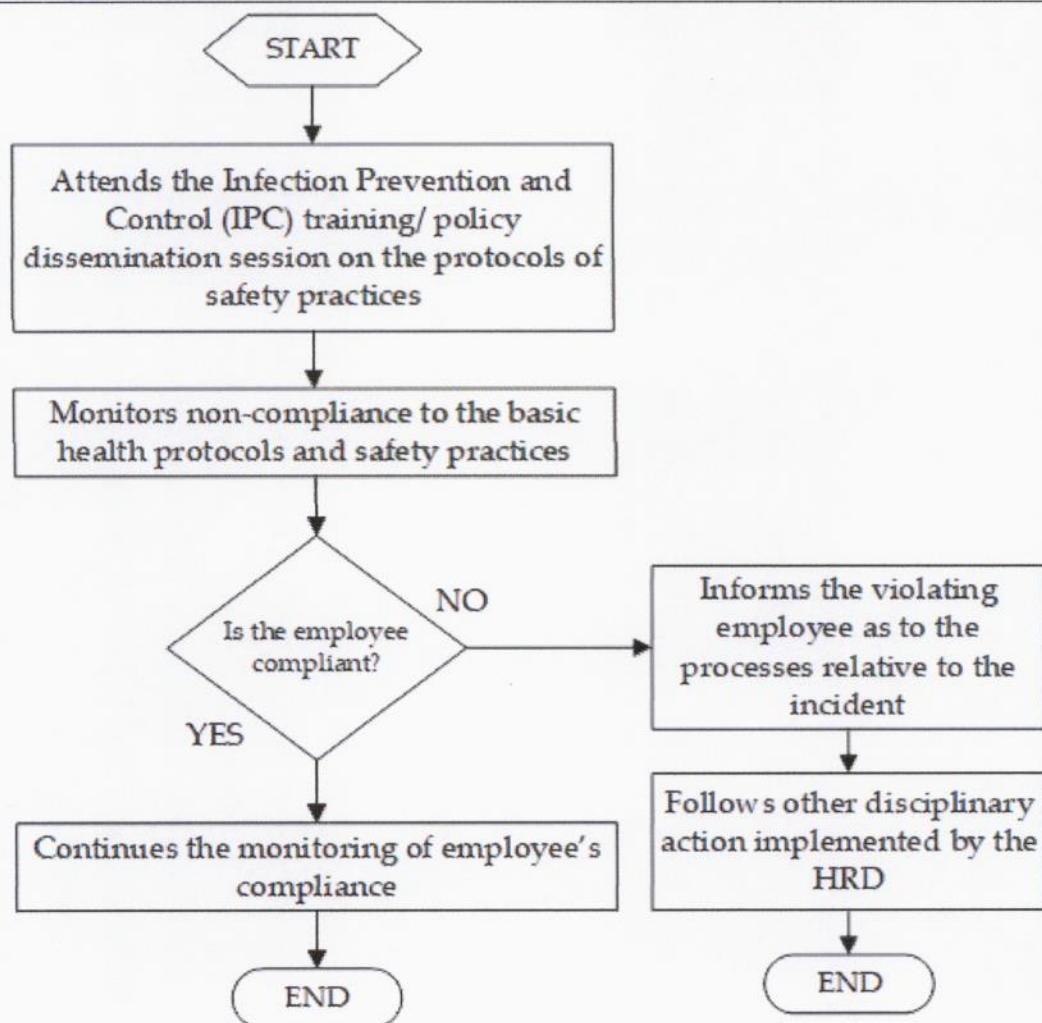 START
Attends the Infection Prevention and
Control (IPC) training/ policy
dissemination session on the protocols of
safety practices
Monitors non-compliance to the basic
health protocols and safety practices
Is the employee
compliant?
NO
YES
Informs the violating
employee as to the
processes relative to the
incident
Continues the monitoring of employee's
compliance
Follows other disciplinary
action implemented by the
HRD
END
END